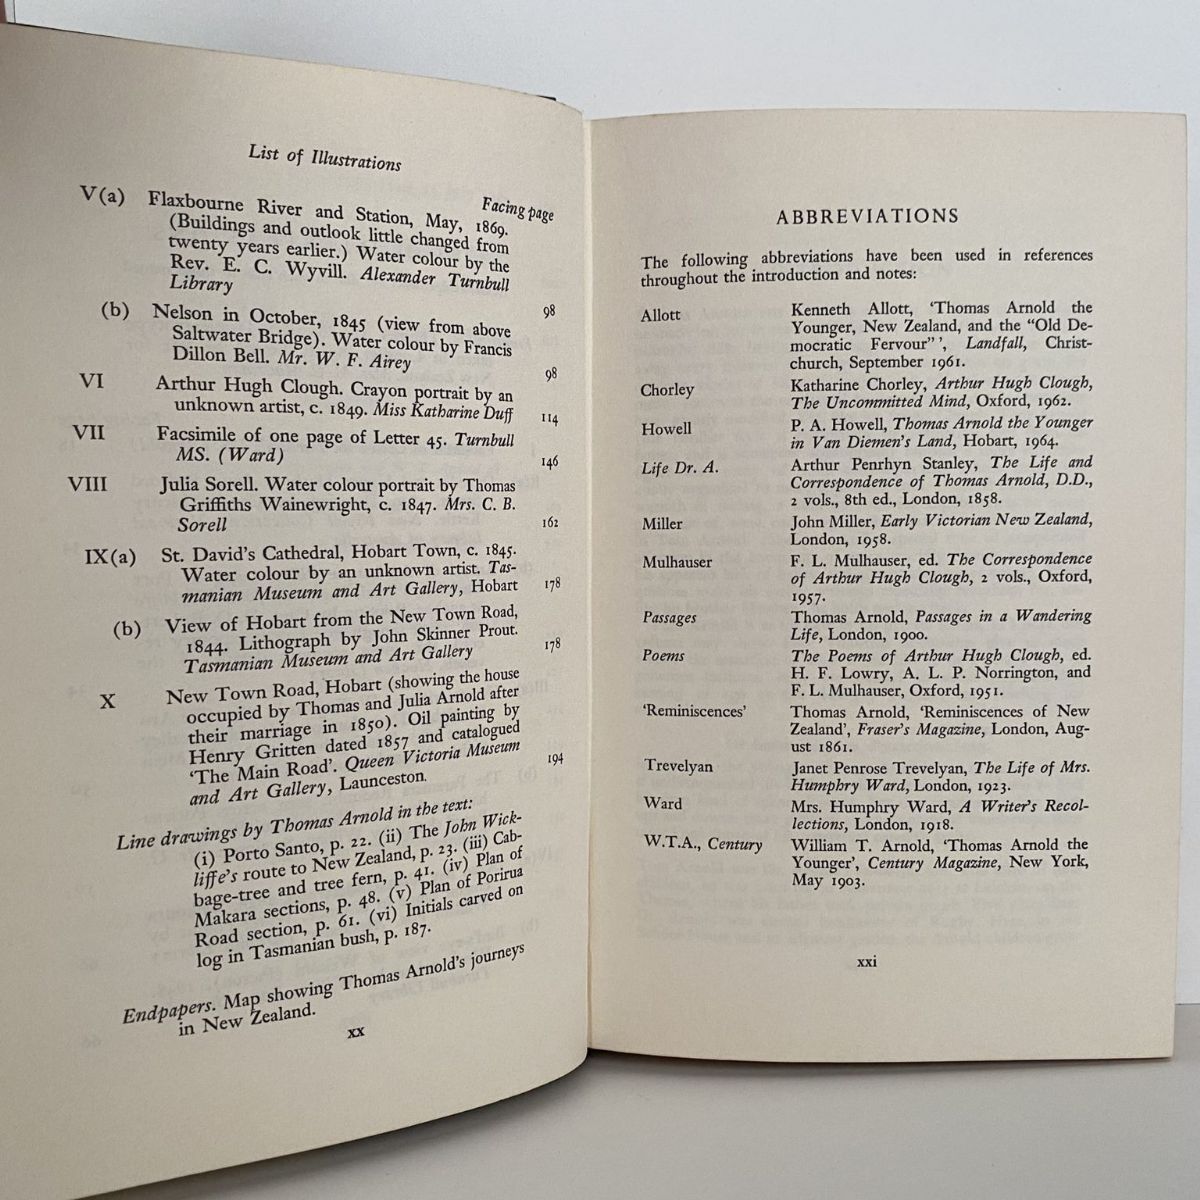 List of Illustrations
Facing page
V(a) Flaxbourne River and Station, May, 1869.
(Buildings and outlook little changed from
twenty years earlier.) Water colour by the
Rev. E. C. Wyvill. Alexander Turnbull
Library 98
(b) Nelson in October, 1845 (view from above
Saltwater Bridge). Water colour by Francis
Dillon Bell. Mr. W. F. Airey 98
VI Arthur Hugh Clough. Crayon portrait by an
unknown artist, c. 1849. Miss Katharine Duff 114
VII Facsimile of one page of Letter 45. Turnbull
MS. (Ward) 146
VIII Julia Sorell. Water colour portrait by Thomas
Griffiths Wainewright, c. 1847. Mrs. C. B.
Sorell 162
IX(a) St. David's Cathedral, Hobart Town, c. 1845.
Water colour by an unknown artist. Tas-
manian Museum and Art Gallery, Hobart 178
(b) View of Hobart from the New Town Road,
1844. Lithograph by John Skinner Prout.
Tasmanian Museum and Art Gallery 178
X New Town Road, Hobart (showing the house
occupied by Thomas and Julia Arnold after
their marriage in 1850). Oil painting by
Henry Gritten dated 1857 and catalogued
'The Main Road'. Queen Victoria Museum
and Art Gallery, Launceston. 194
Line drawings by Thomas Arnold in the text:
(i) Porto Santo, p. 22. (ii) The John Wick-
liffe's route to New Zealand, p. 23. (iii) Cab-
bage-tree and tree fern, p. 41. (iv) Plan of
Makara sections, p. 48. (v) Plan of Porirua
Road section, p. 61. (vi) Initials carved on
log in Tasmanian bush, p. 187.
Endpapers. Map showing Thomas Arnold's journeys
in New Zealand.
xx
ABBREVIATIONS
The following abbreviations have been used in references
throughout the introduction and notes:
Allott Kenneth Allott, 'Thomas Arnold the
Younger, New Zealand, and the "Old De-
mocratic Fervour" ', Landfall, Christ-
church, September 1961.
Chorley Katharine Chorley, Arthur Hugh Clough,
The Uncommitted Mind, Oxford, 1962.
Howell P. A. Howell, Thomas Arnold the Younger
in Van Diemen's Land, Hobart, 1964.
Life Dr. A. Arthur Penrhyn Stanley, The Life and
Correspondence of Thomas Arnold, D.D.,
2 vols., 8th ed., London, 1858.
Miller John Miller, Early Victorian New Zealand,
London, 1958.
Mulhauser F. L. Mulhauser, ed. The Correspondence
of Arthur Hugh Clough, 2 vols., Oxford,
1957.
Passages Thomas Arnold, Passages in a Wandering
Life, London, 1900.
Poems The Poems of Arthur Hugh Clough, ed.
H. F. Lowry, A. L. P. Norrington, and
F. L. Mulhauser, Oxford, 1951.
'Reminiscences' Thomas Arnold, 'Reminiscences of New
Zealand', Fraser's Magazine, London, Aug-
ust 1861.
Trevelyan Janet Penrose Trevelyan, The Life of Mrs.
Humphry Ward, London, 1923.
Ward Mrs. Humphry Ward, A Writer's Recol-
lections, London, 1918.
W.T.A., Century William T. Arnold, 'Thomas Arnold the
Younger', Century Magazine, New York,
May 1903.
xxi